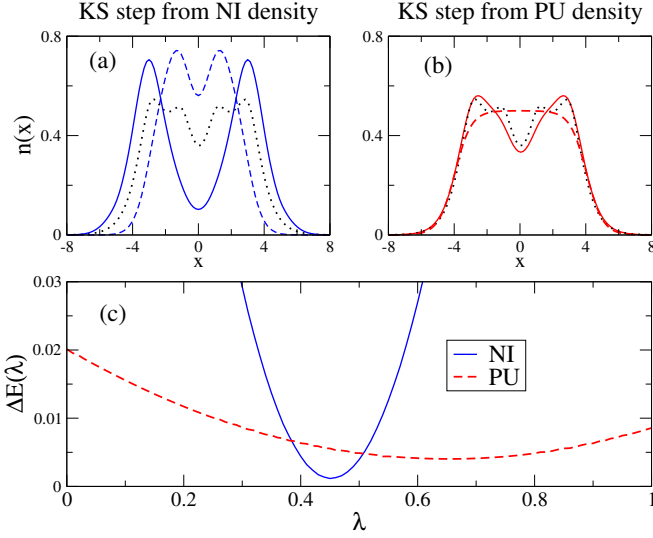 KS step from NI density
KS step from PU density
(a)
(b)
n(x)
0.8
0.4
0
-8
-4
0
4
8
x
0.8
0.4
0
-8
-4
0
4
8
x
(c)
ΔE(λ)
0.03
0.02
0.01
0
NI
PU
0
0.2
0.4
0.6
0.8
1
λ